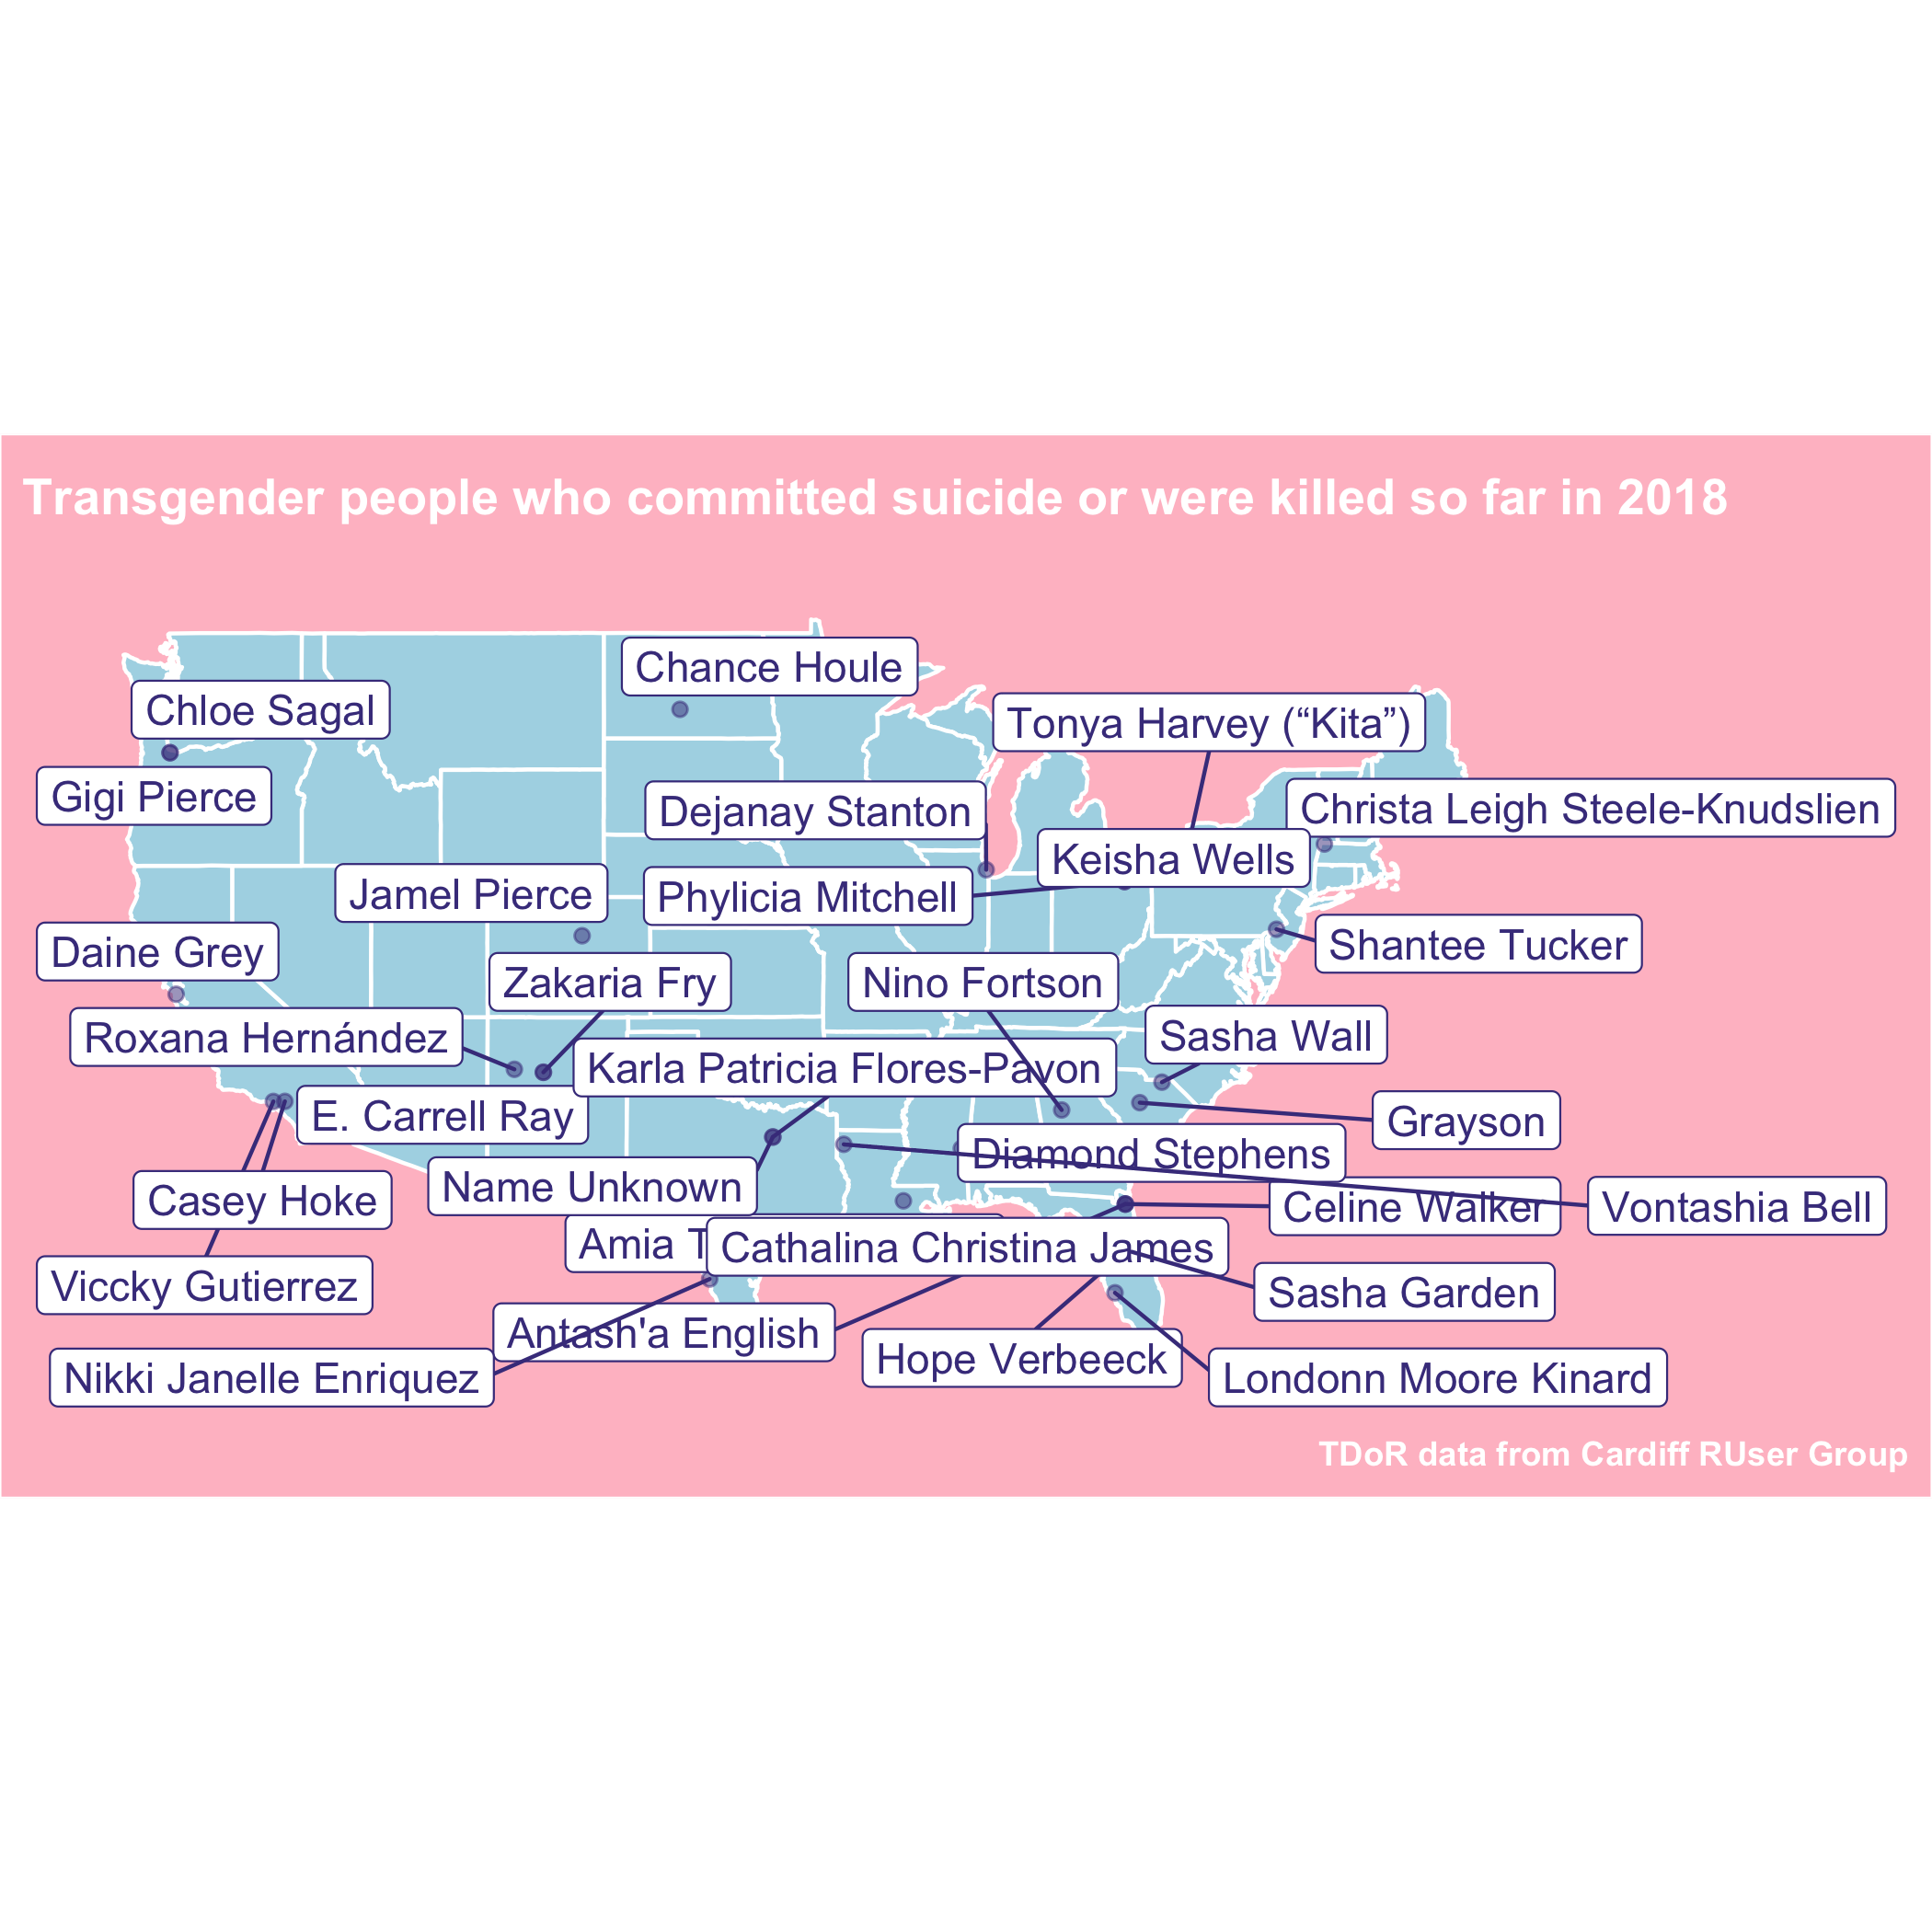 Transgender people who committed suicide or were killed so far in 2018
Chance Houle
Chloe Sagal
Tonya Harvey (“Kita”)
Gigi Pierce
Dejanay Stanton
Christa Leigh Steele-Knudslien
Keisha Wells
Jamel Pierce
Phylicia Mitchell
Daine Grey
Shantee Tucker
Zakaria Fry
Nino Fortson
Roxana Hernández
Sasha Wall
Karla Patricia Flores-Pavon
E. Carrell Ray
Grayson
Diamond Stephens
Name Unknown
Casey Hoke
Celine Walker
Vontashia Bell
Amia
Cathalina Christina James
Viccky Gutierrez
Sasha Garden
Antash'a English
Hope Verbeeck
Nikki Janelle Enriquez
Londonn Moore Kinard
TDoR data from Cardiff RUser Group